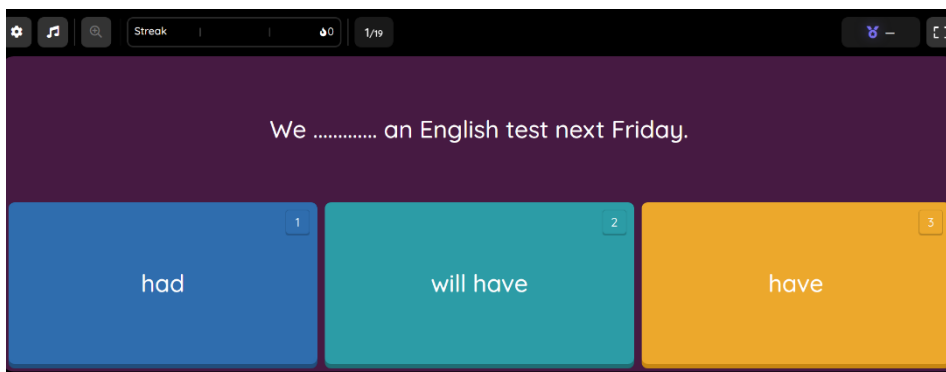 Streak 0 1/19
We ............. an English test next Friday.
1 2 3
had will have have